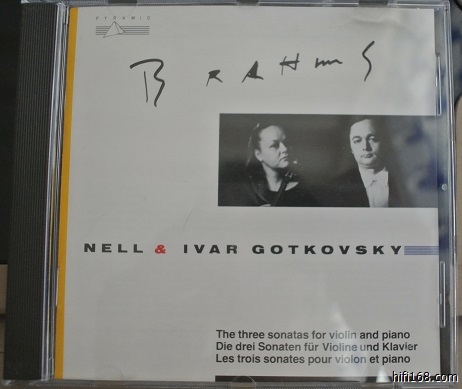 PYRAMID
BRAHMS
NELL & IVAR GOTKOVSKY
The three sonatas for violin and piano
Die drei Sonaten für Violine und Klavier
Les trois sonates pour violon et piano
hifi168.com